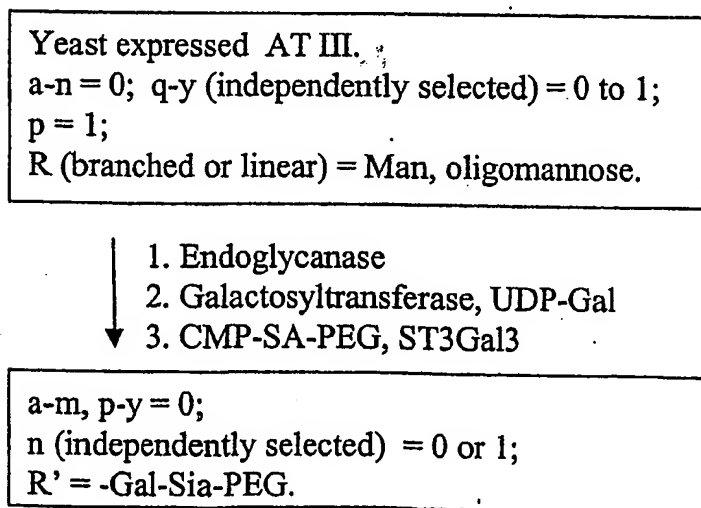 Yeast expressed AT III.
a-n = 0; q-y (independently selected) = 0 to 1;
p = 1;
R (branched or linear) = Man, oligomannose.
1. Endoglycanase
2. Galactosyltransferase, UDP-Gal
3. CMP-SA-PEG, ST3Gal3
a-m, p-y = 0;
n (independently selected) = 0 or 1;
R' = -Gal-Sia-PEG.